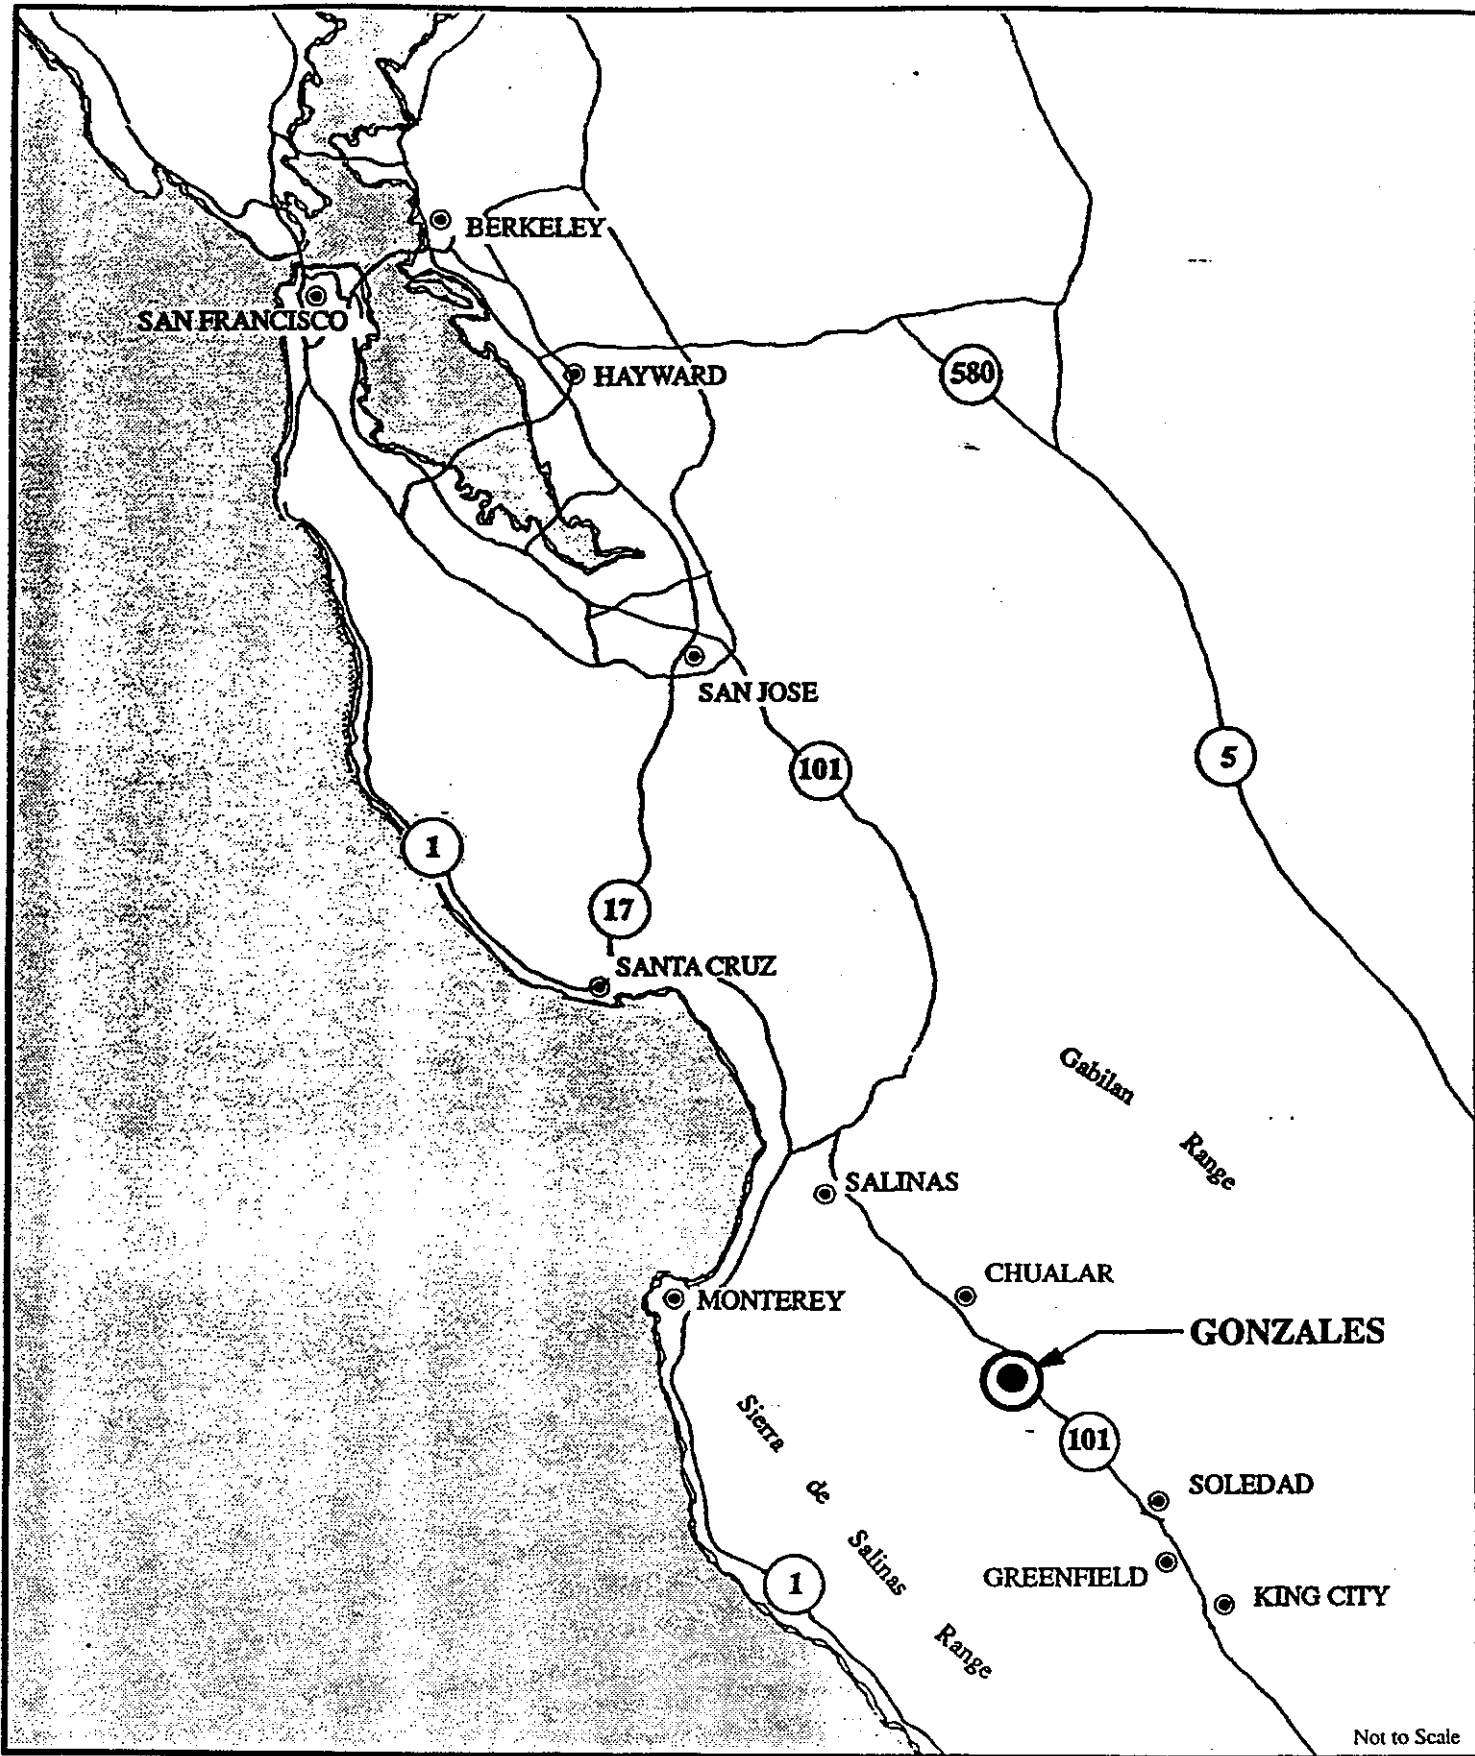 BERKELEY
SAN FRANCISCO
HAYWARD
580
SAN JOSE
101
5
1
17
SANTA CRUZ
Gabilan
Range
SALINAS
CHUALAR
MONTEREY
GONZALES
Sierra
de
Salinas
Range
101
SOLEDAD
GREENFIELD
KING CITY
1
Not to Scale